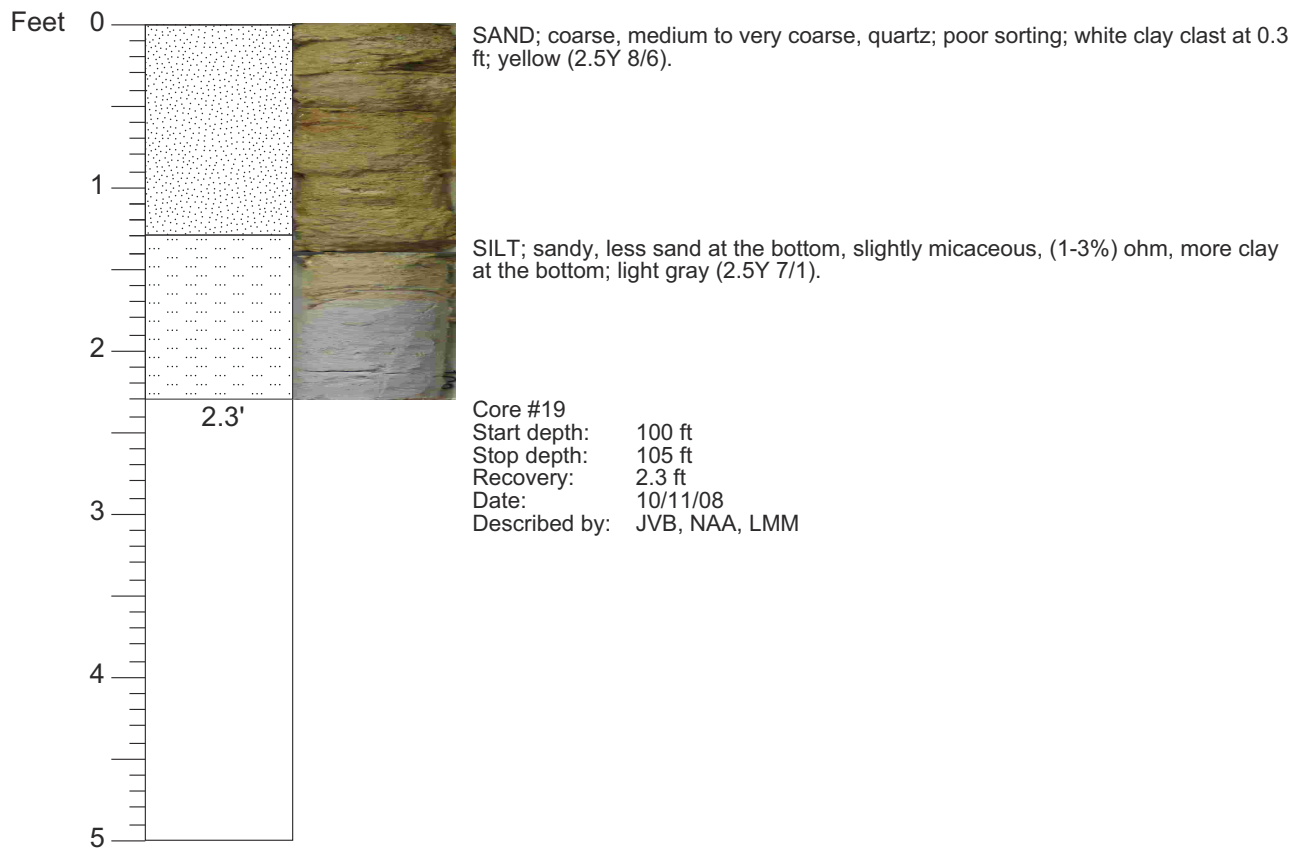 Feet 0
SAND; coarse, medium to very coarse, quartz; poor sorting; white clay clast at 0.3
ft; yellow (2.5Y 8/6).
1
SILT; sandy, less sand at the bottom, slightly micaceous, (1-3%) ohm, more clay
at the bottom; light gray (2.5Y 7/1).
2
2.3'
Core #19
Start depth: 100 ft
Stop depth: 105 ft
Recovery: 2.3 ft
Date: 10/11/08
Described by: JVB, NAA, LMM
3
4
5